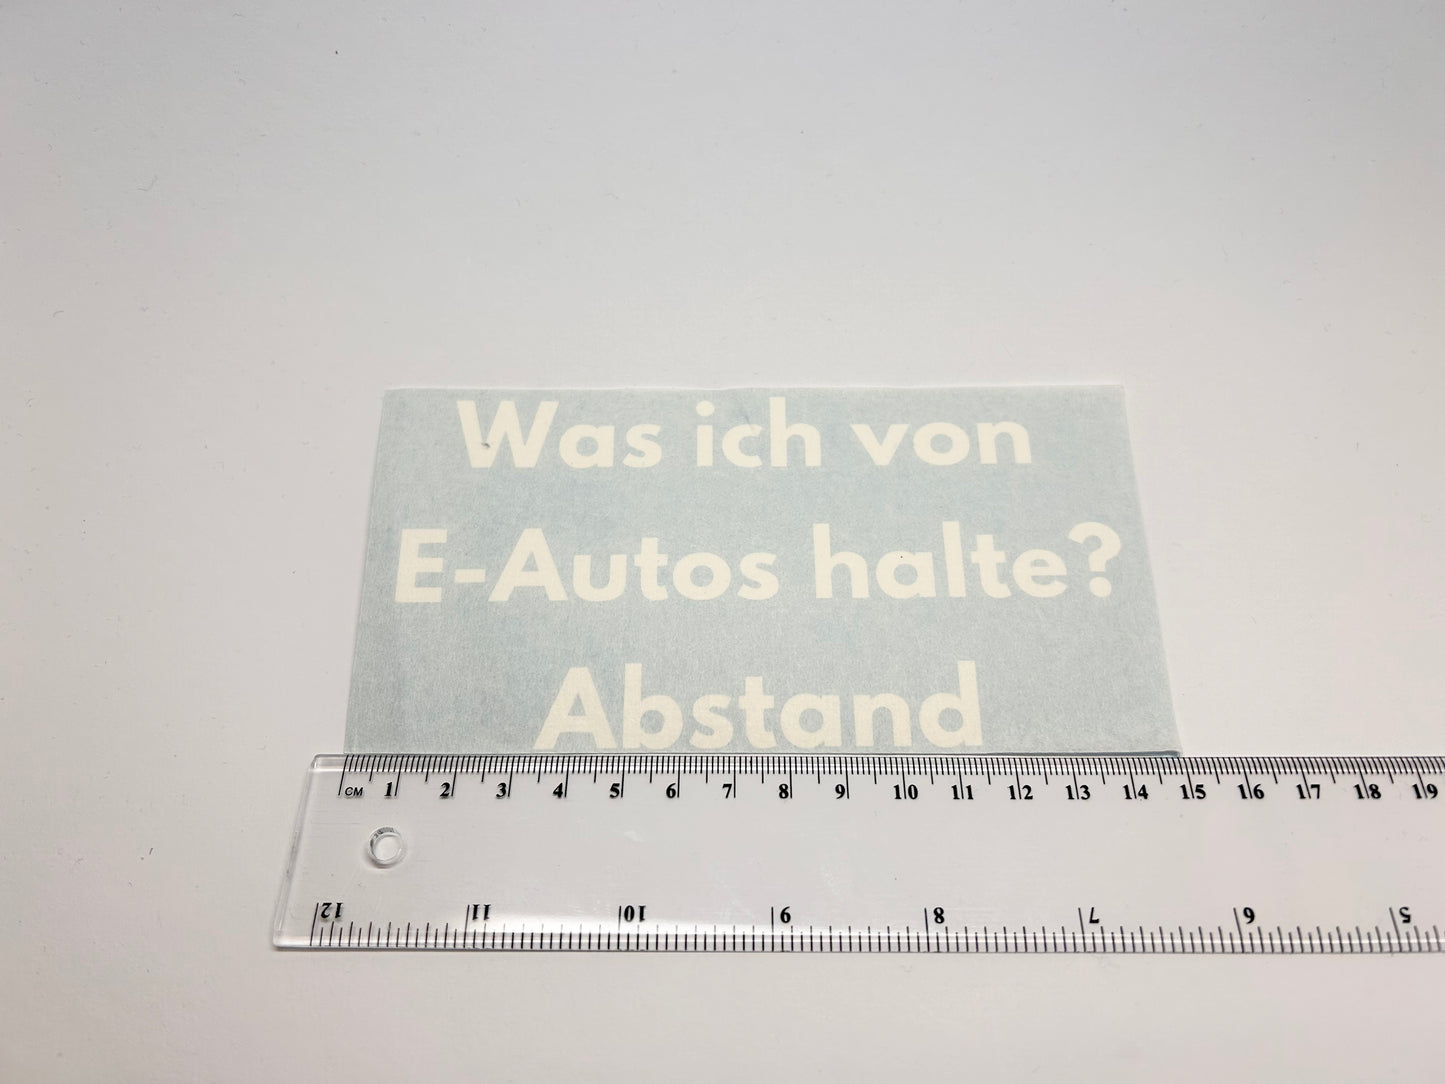 Was ich von
E-Autos halte?
Abstand
CM 1 2 3 4 5 6 7 8 9 10 11 12 13 14 15 16 17 18 19
12 11 10 9 8 7 6 5